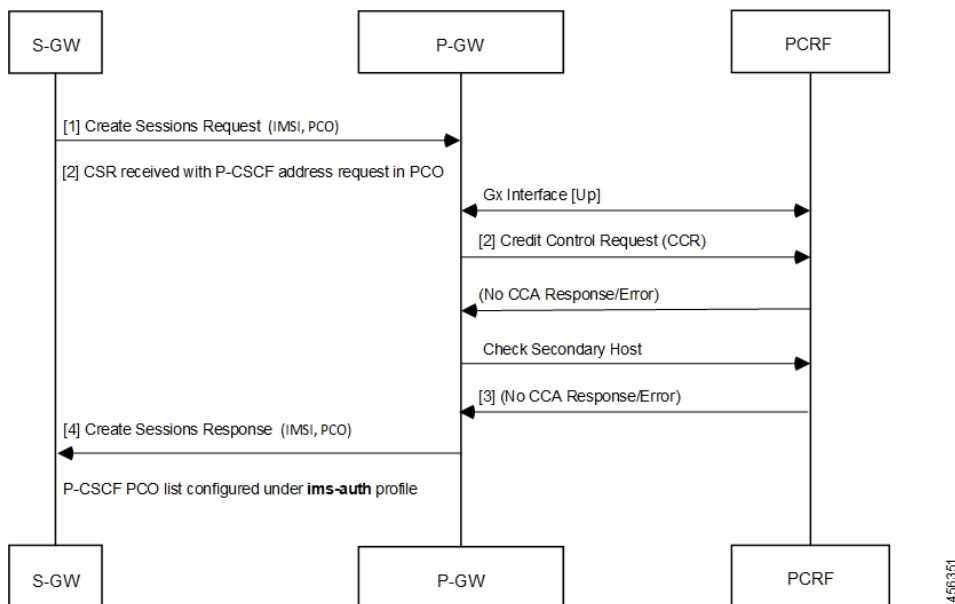 S-GW
P-GW
PCRF
[1] Create Sessions Request (IMSI, PCO)
[2] CSR received with P-CSCF address request in PCO
Gx Interface [Up]
[2] Credit Control Request (CCR)
(No CCA Response/Error)
Check Secondary Host
[3] (No CCA Response/Error)
[4] Create Sessions Response (IMSI, PCO)
P-CSCF PCO list configured under ims-auth profile
S-GW
P-GW
PCRF
456351